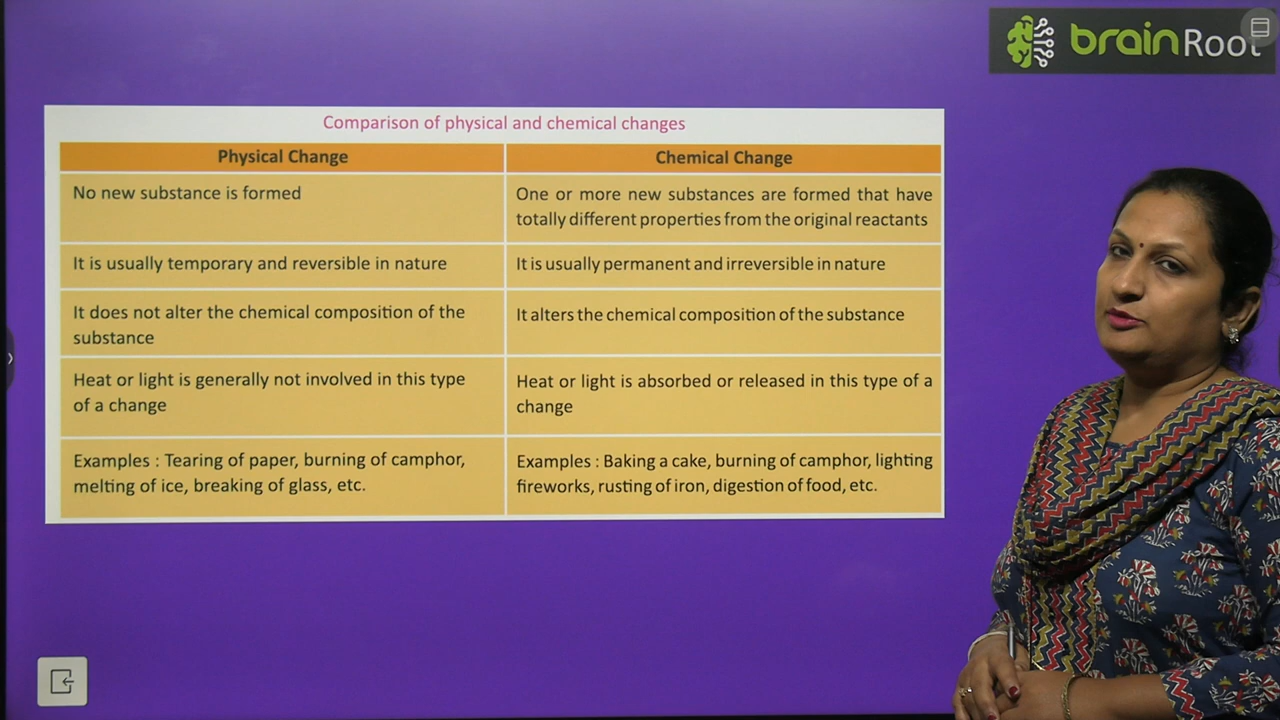 brainRoot
Comparison of physical and chemical changes
Physical Change
Chemical Change
No new substance is formed
One or more new substances are formed that have
totally different properties from the original reactants
It is usually temporary and reversible in nature
It is usually permanent and irreversible in nature
It does not alter the chemical composition of the
substance
It alters the chemical composition of the substance
Heat or light is generally not involved in this type
of a change
Heat or light is absorbed or released in this type of a
change
Examples : Tearing of paper, burning of camphor,
melting of ice, breaking of glass, etc.
Examples : Baking a cake, burning of camphor, lighting
fireworks, rusting of iron, digestion of food, etc.